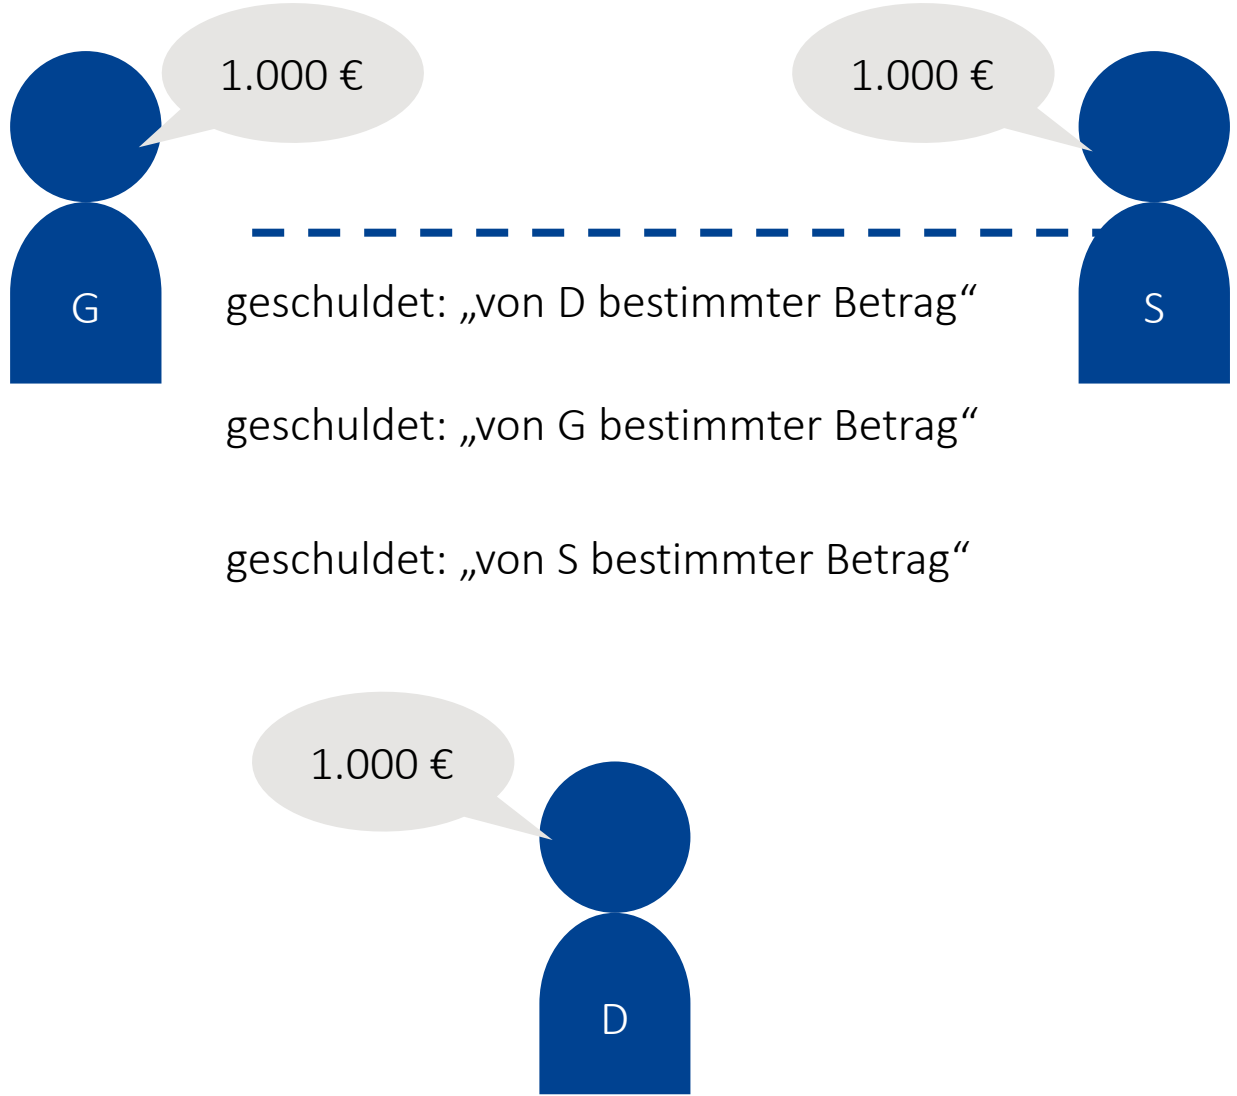 1.000 €
1.000 €
G
S
geschuldet: „von D bestimmter Betrag“
geschuldet: „von G bestimmter Betrag“
geschuldet: „von S bestimmter Betrag“
1.000 €
D